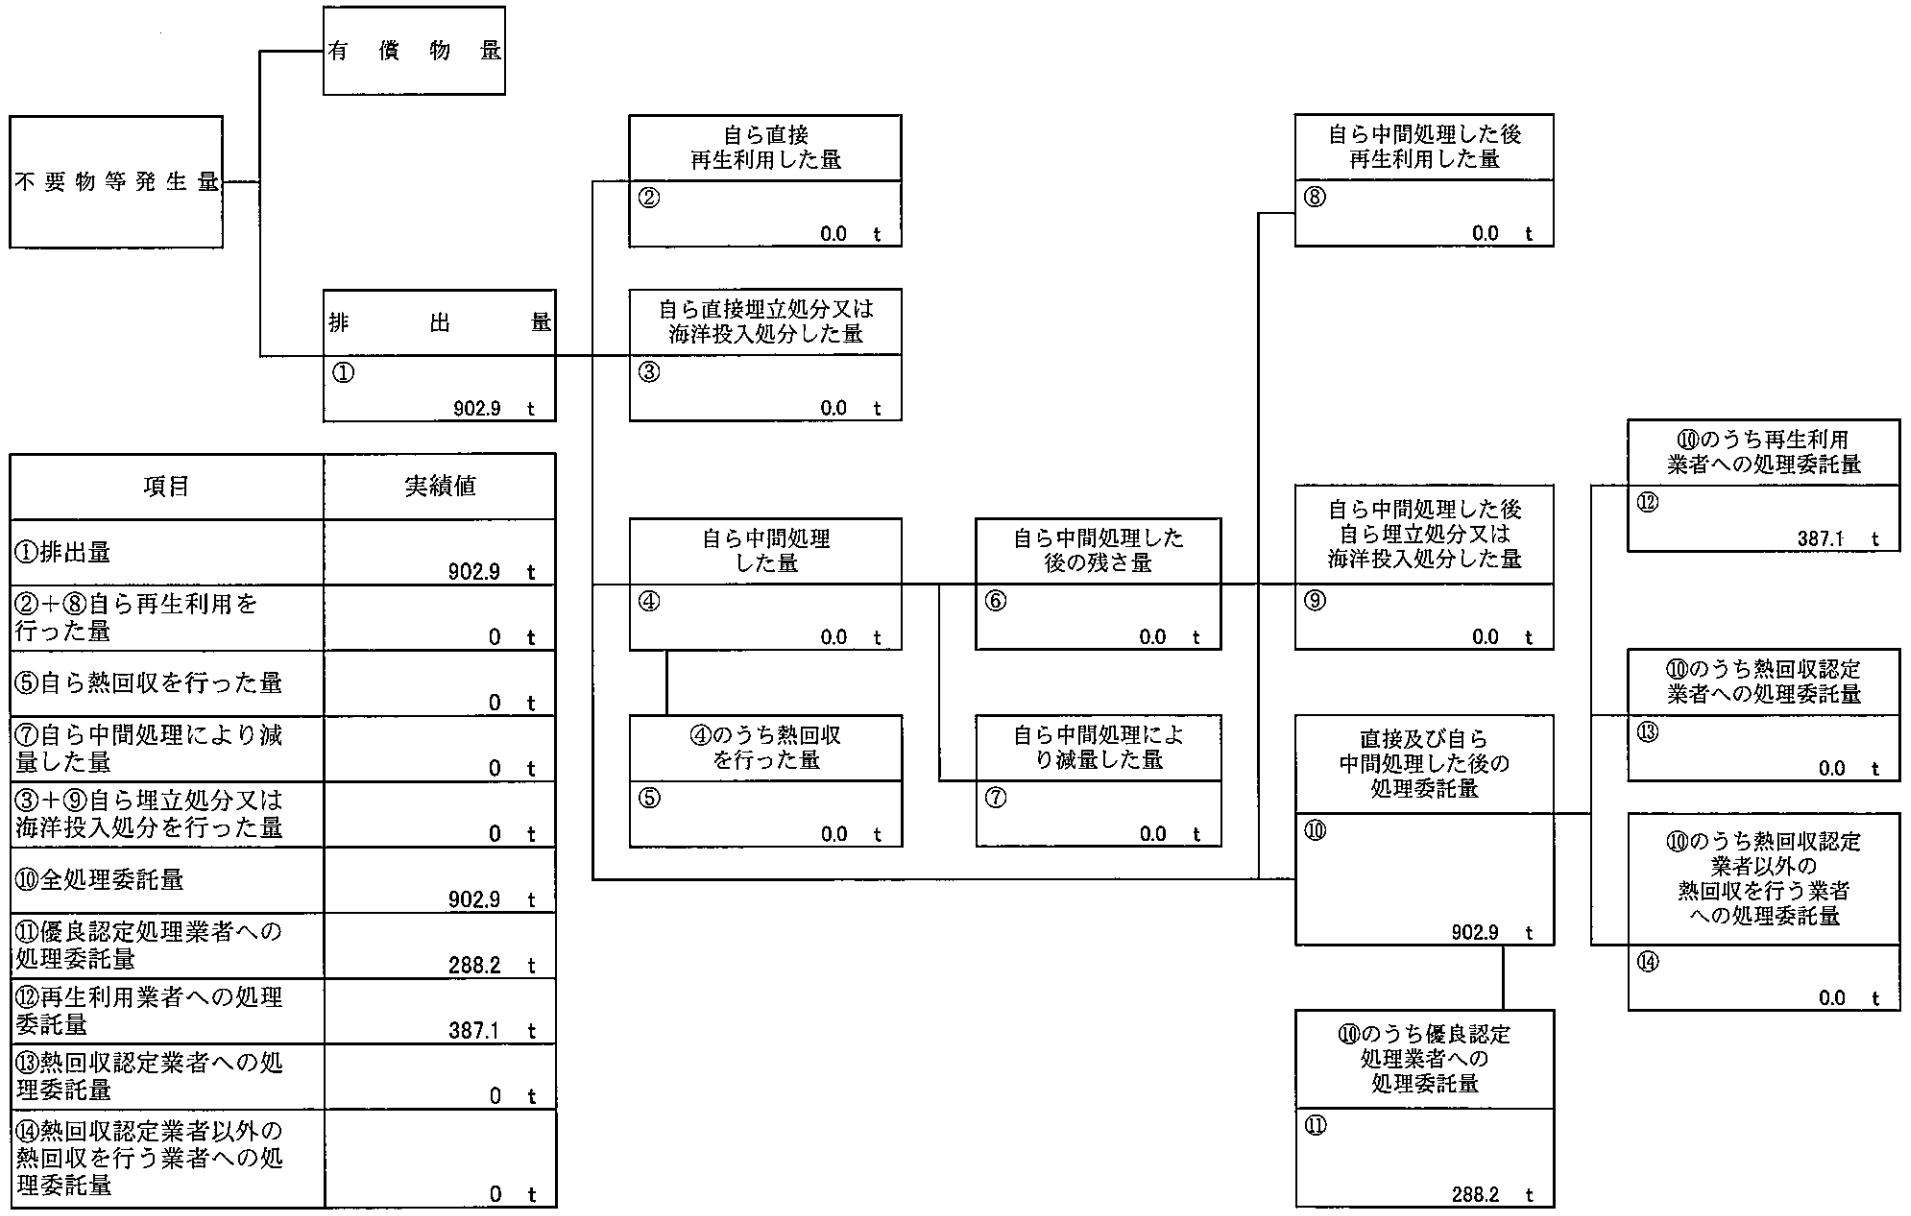 有償物量
不要物等発生量
自ら直接
再生利用した量
②
0.0 t
自ら中間処理した後
再生利用した量
⑧
0.0 t
排出量
①
902.9 t
自ら直接埋立処分又は
海洋投入処分した量
③
0.0 t
⑩のうち再生利用
業者への処理委託量
⑫
387.1 t
自ら中間処理
した量
④
0.0 t
自ら中間処理した
後の残さ量
⑥
0.0 t
自ら中間処理した後
自ら埋立処分又は
海洋投入処分した量
⑨
0.0 t
⑩のうち熱回収認定
業者への処理委託量
⑬
0.0 t
④のうち熱回収
を行った量
⑤
0.0 t
自ら中間処理によ
り減量した量
⑦
0.0 t
直接及び自ら
中間処理した後の
処理委託量
⑩
902.9 t
⑩のうち熱回収認定
業者以外の
熱回収を行う業者
への処理委託量
⑭
0.0 t
⑩のうち優良認定
処理業者への
処理委託量
⑪
288.2 t
項目 実績値
①排出量
902.9 t
②+⑧自ら再生利用を
行った量
0 t
⑤自ら熱回収を行った量
0 t
⑦自ら中間処理により減
量した量
0 t
③+⑨自ら埋立処分又は
海洋投入処分を行った量
0 t
⑩全処理委託量
902.9 t
⑪優良認定処理業者への
処理委託量
288.2 t
⑫再生利用業者への処理
委託量
387.1 t
⑬熱回収認定業者への処
理委託量
0 t
⑭熱回収認定業者以外の
熱回収を行う業者への処
理委託量
0 t